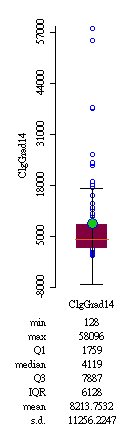 57000
44000
31000
18000
5000
-8000
ClgGrad14
ClgGrad14
min 128
max 58096
Q1 1759
median 4119
Q3 7887
IQR 6128
mean 8213.7532
s.d. 11256.2247